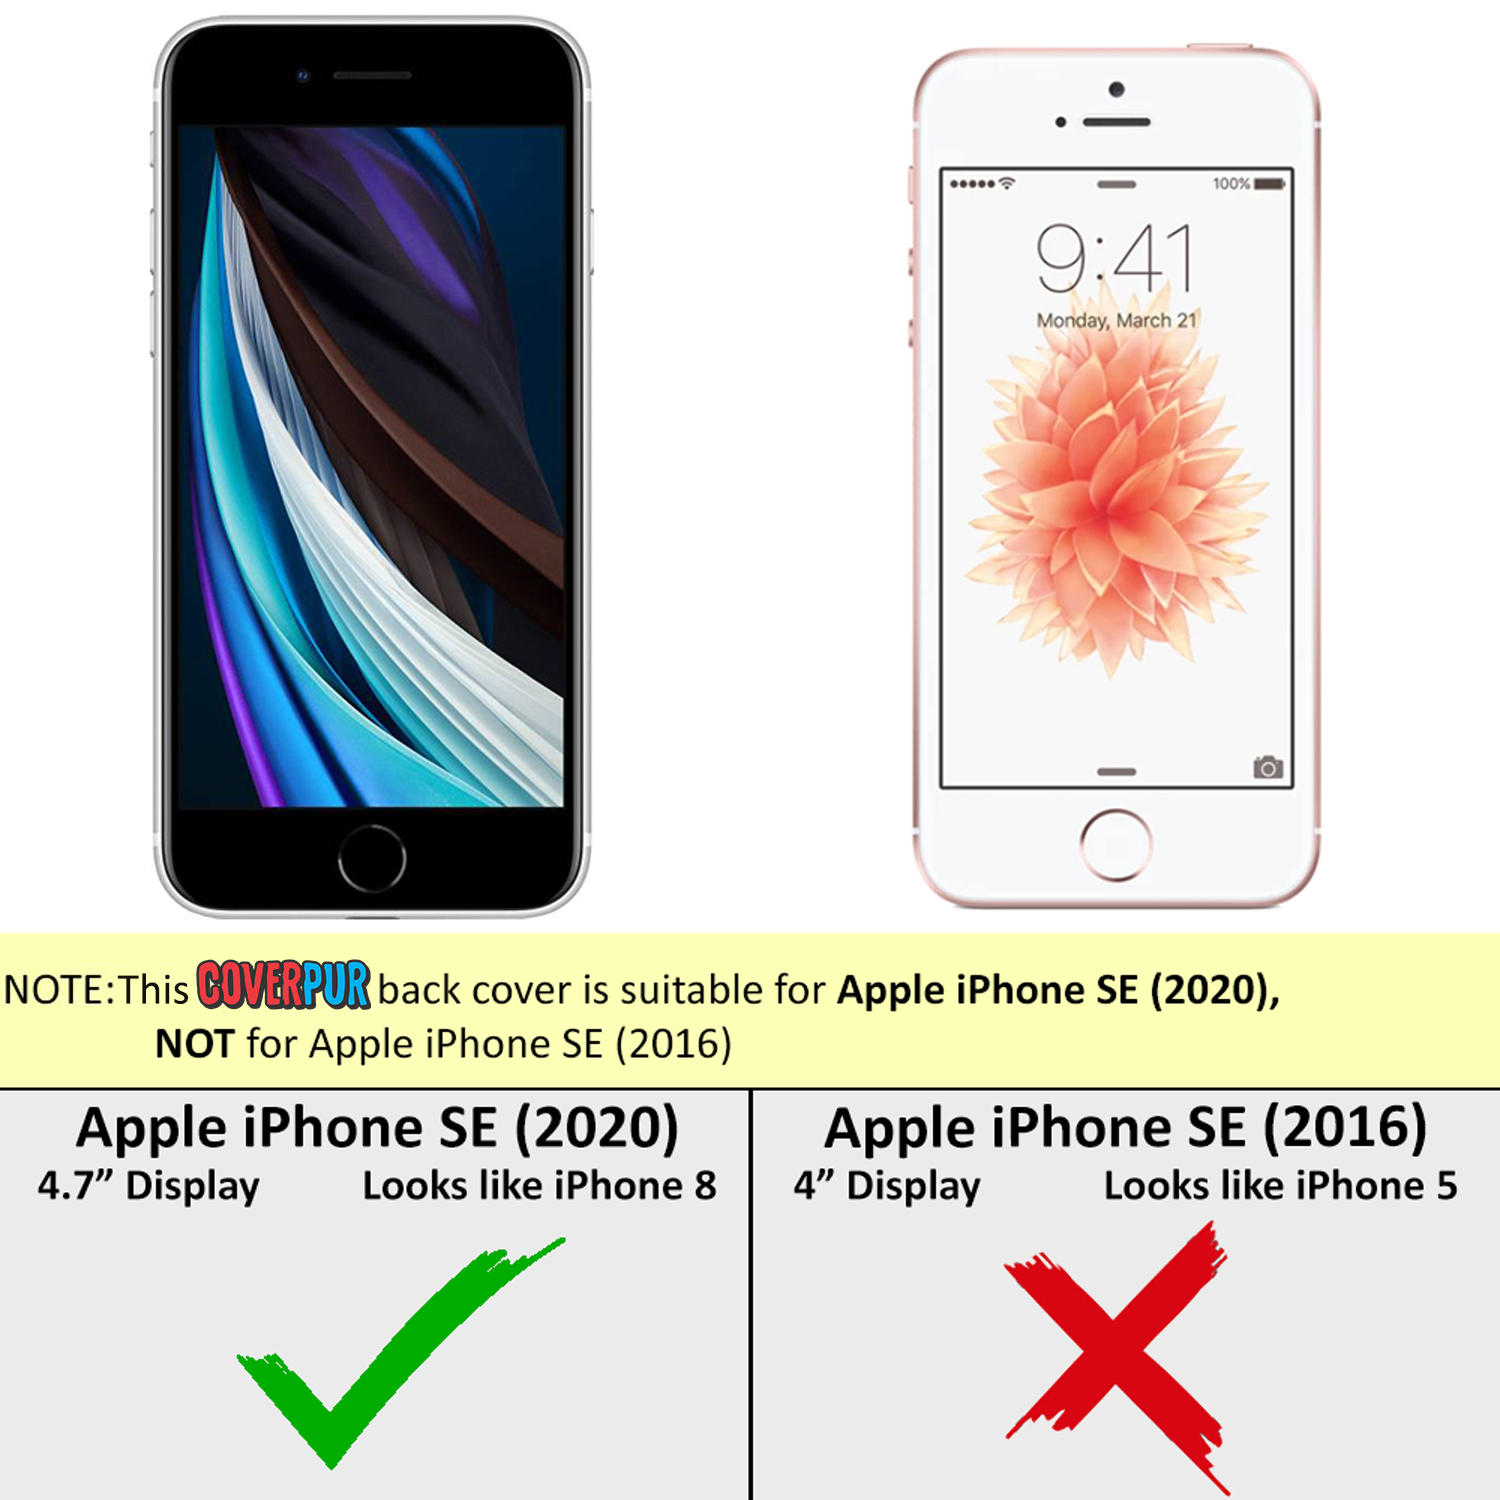 100%
9:41
Monday, March 21
NOTE:This COVERPUR back cover is suitable for Apple iPhone SE (2020),
NOT for Apple iPhone SE (2016)
Apple iPhone SE (2020)
4.7” Display Looks like iPhone 8
Apple iPhone SE (2016)
4” Display Looks like iPhone 5